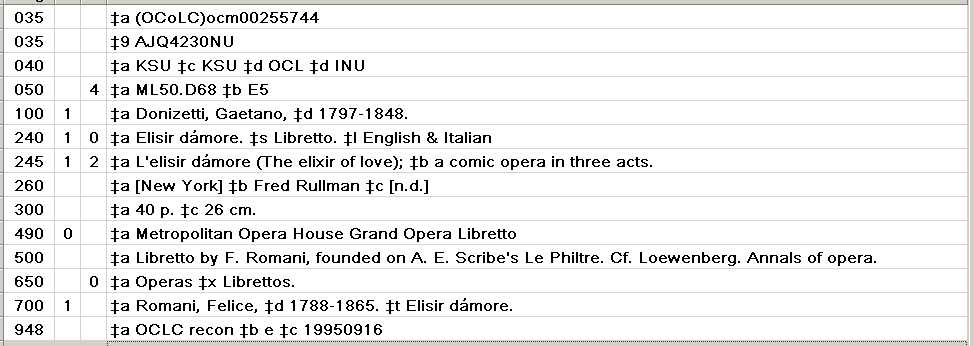 035 ‡a (OCoLC)ocm00255744
035 ‡9 AJQ4230NU
040 ‡a KSU ‡c KSU ‡d OCL ‡d INU
050 4 ‡a ML50.D68 ‡b E5
100 1 ‡a Donizetti, Gaetano, ‡d 1797-1848.
240 1 0 ‡a Elisir dámore. ‡s Libretto. ‡l English & Italian
245 1 2 ‡a L'elisir dámore (The elixir of love); ‡b a comic opera in three acts.
260 ‡a [New York] ‡b Fred Rullman ‡c [n.d.]
300 ‡a 40 p. ‡c 26 cm.
490 0 ‡a Metropolitan Opera House Grand Opera Libretto
500 ‡a Libretto by F. Romani, founded on A. E. Scribe's Le Philtre. Cf. Loewenberg. Annals of opera.
650 0 ‡a Operas ‡x Librettos.
700 1 ‡a Romani, Felice, ‡d 1788-1865. ‡t Elisir dámore.
948 ‡a OCLC recon ‡b e ‡c 19950916